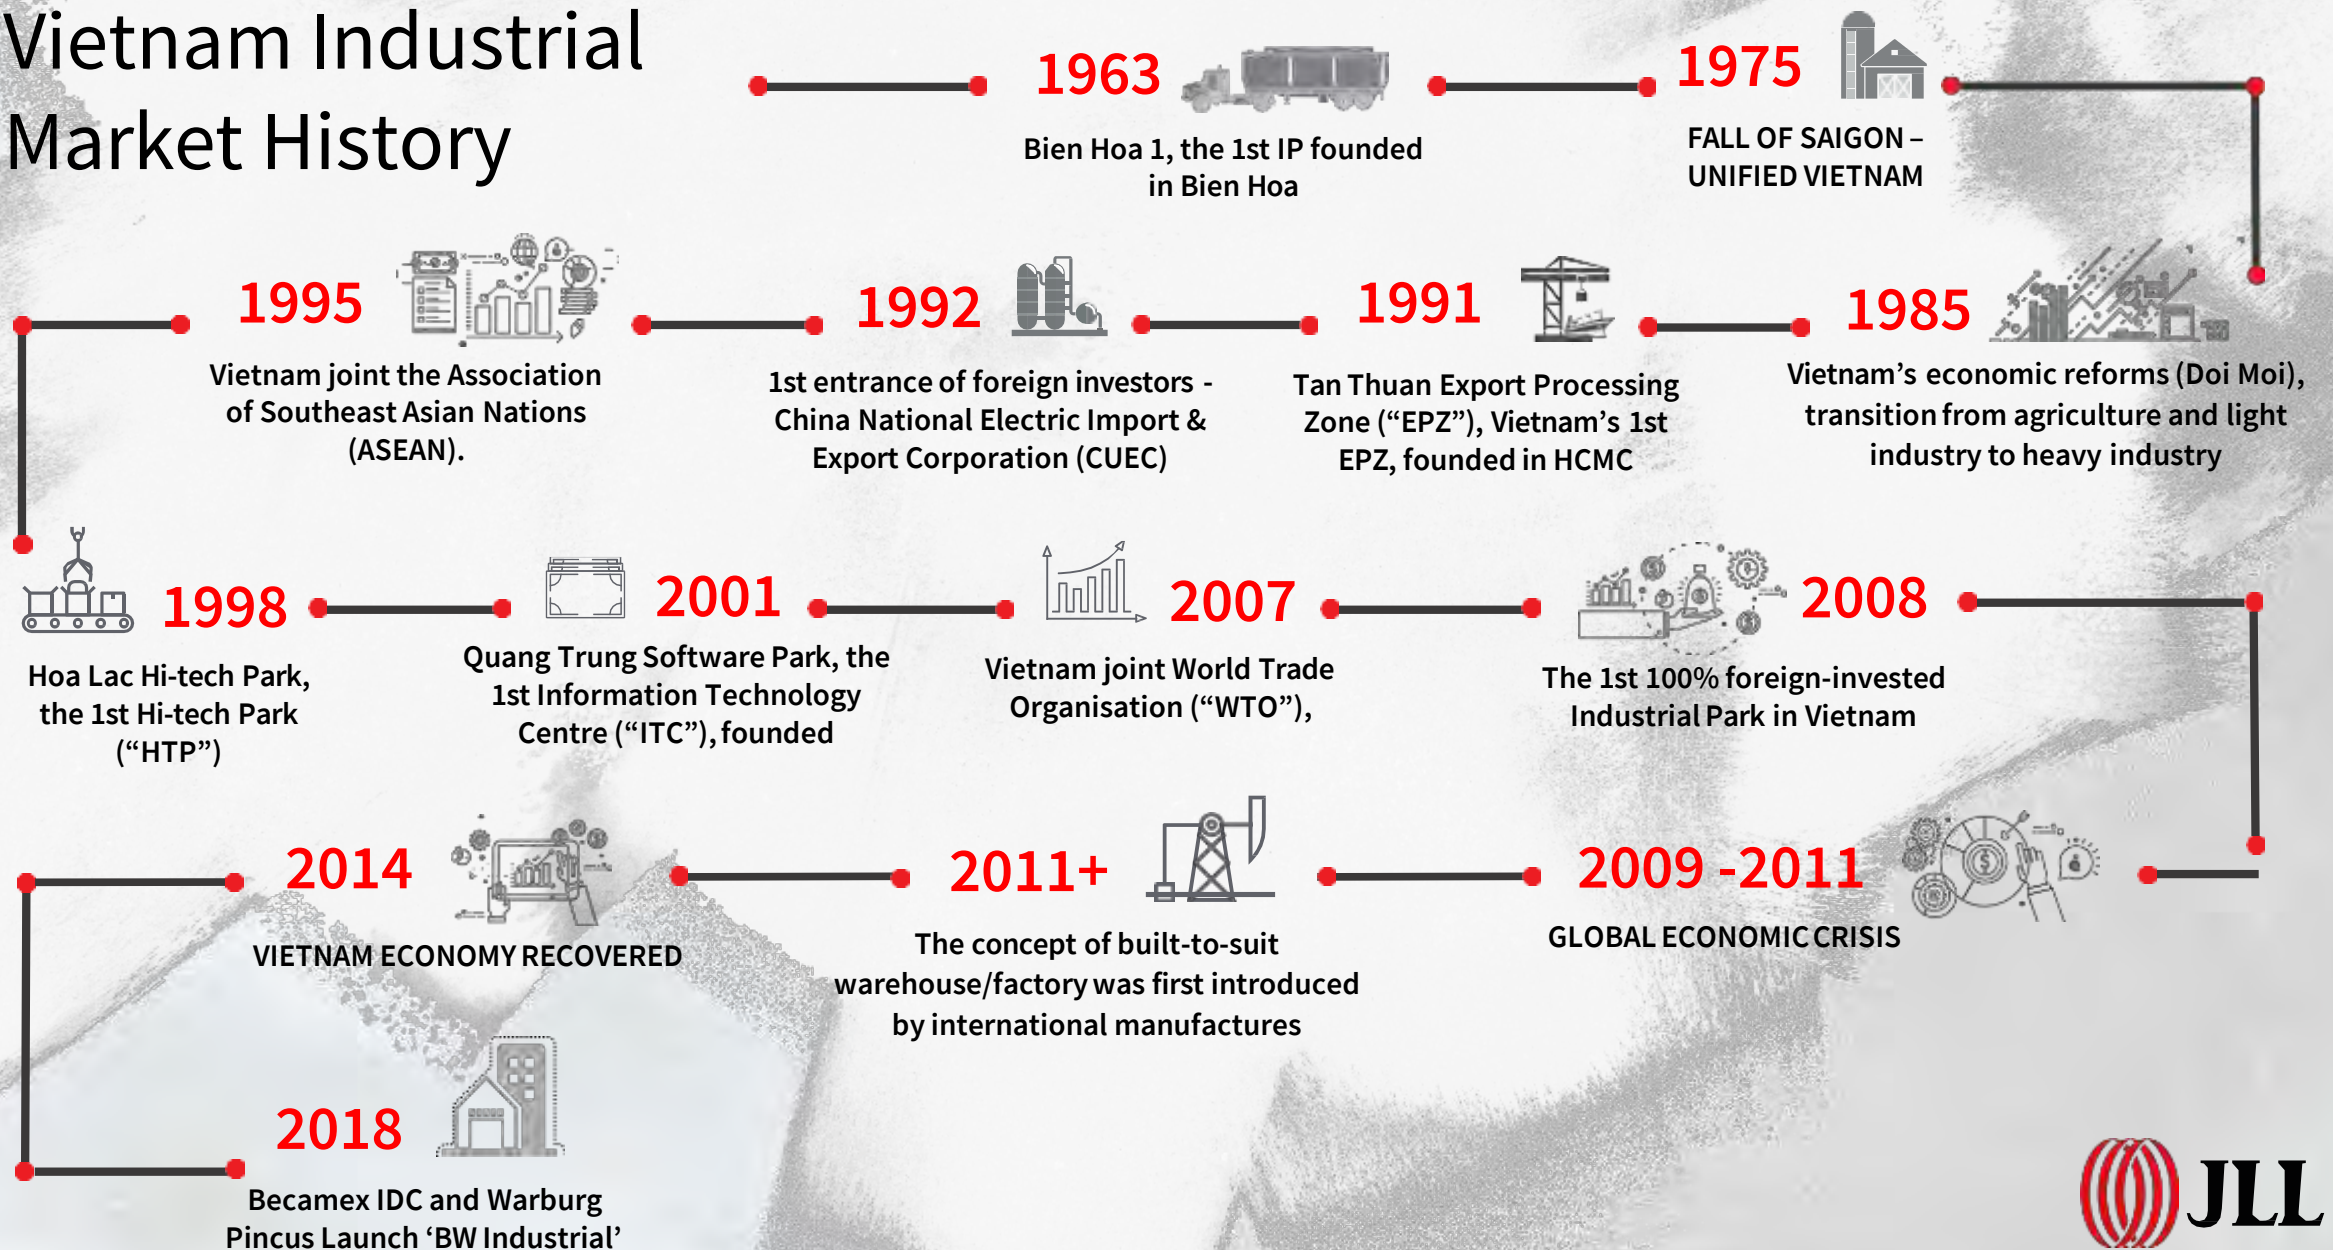 Vietnam Industrial
Market History
1963
Bien Hoa 1, the 1st IP founded
in Bien Hoa
1975
FALL OF SAIGON –
UNIFIED VIETNAM
1985
Vietnam’s economic reforms (Doi Moi),
transition from agriculture and light
industry to heavy industry
1991
Tan Thuan Export Processing
Zone (“EPZ”), Vietnam’s 1st
EPZ, founded in HCMC
1992
1st entrance of foreign investors -
China National Electric Import &
Export Corporation (CUEC)
1995
Vietnam joint the Association
of Southeast Asian Nations
(ASEAN).
1998
Hoa Lac Hi-tech Park,
the 1st Hi-tech Park
(“HTP”)
2001
Quang Trung Software Park, the
1st Information Technology
Centre (“ITC”), founded
2007
Vietnam joint World Trade
Organisation (“WTO”),
2008
The 1st 100% foreign-invested
Industrial Park in Vietnam
2009 -2011
GLOBAL ECONOMIC CRISIS
2011+
The concept of built-to-suit
warehouse/factory was first introduced
by international manufactures
2014
VIETNAM ECONOMY RECOVERED
2018
Becamex IDC and Warburg
Pincus Launch ‘BW Industrial’
JLL